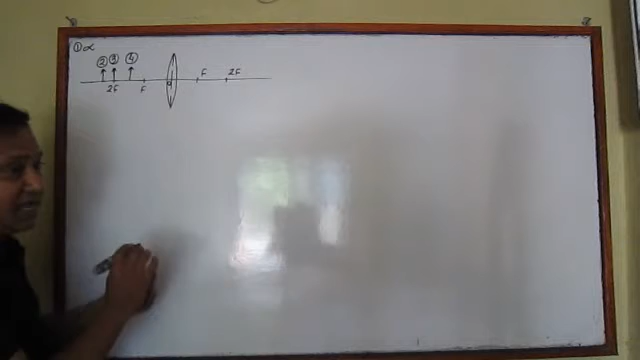 ① ∝
② ③ ④
F 2F
2F F